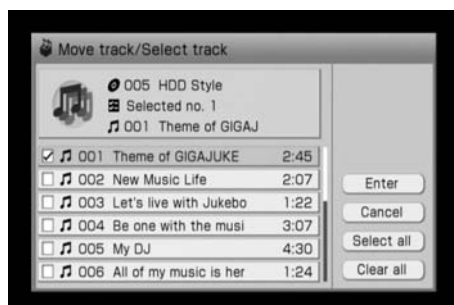 Move track/Select track
005 HDD Style
Selected no. 1
001 Theme of GIGAJ
001 Theme of GIGAJUKE 2:45
002 New Music Life 2:07
003 Let's live with Jukebo 1:22
004 Be one with the musi 3:07
005 My DJ 4:30
006 All of my music is her 1:24
Enter
Cancel
Select all
Clear all